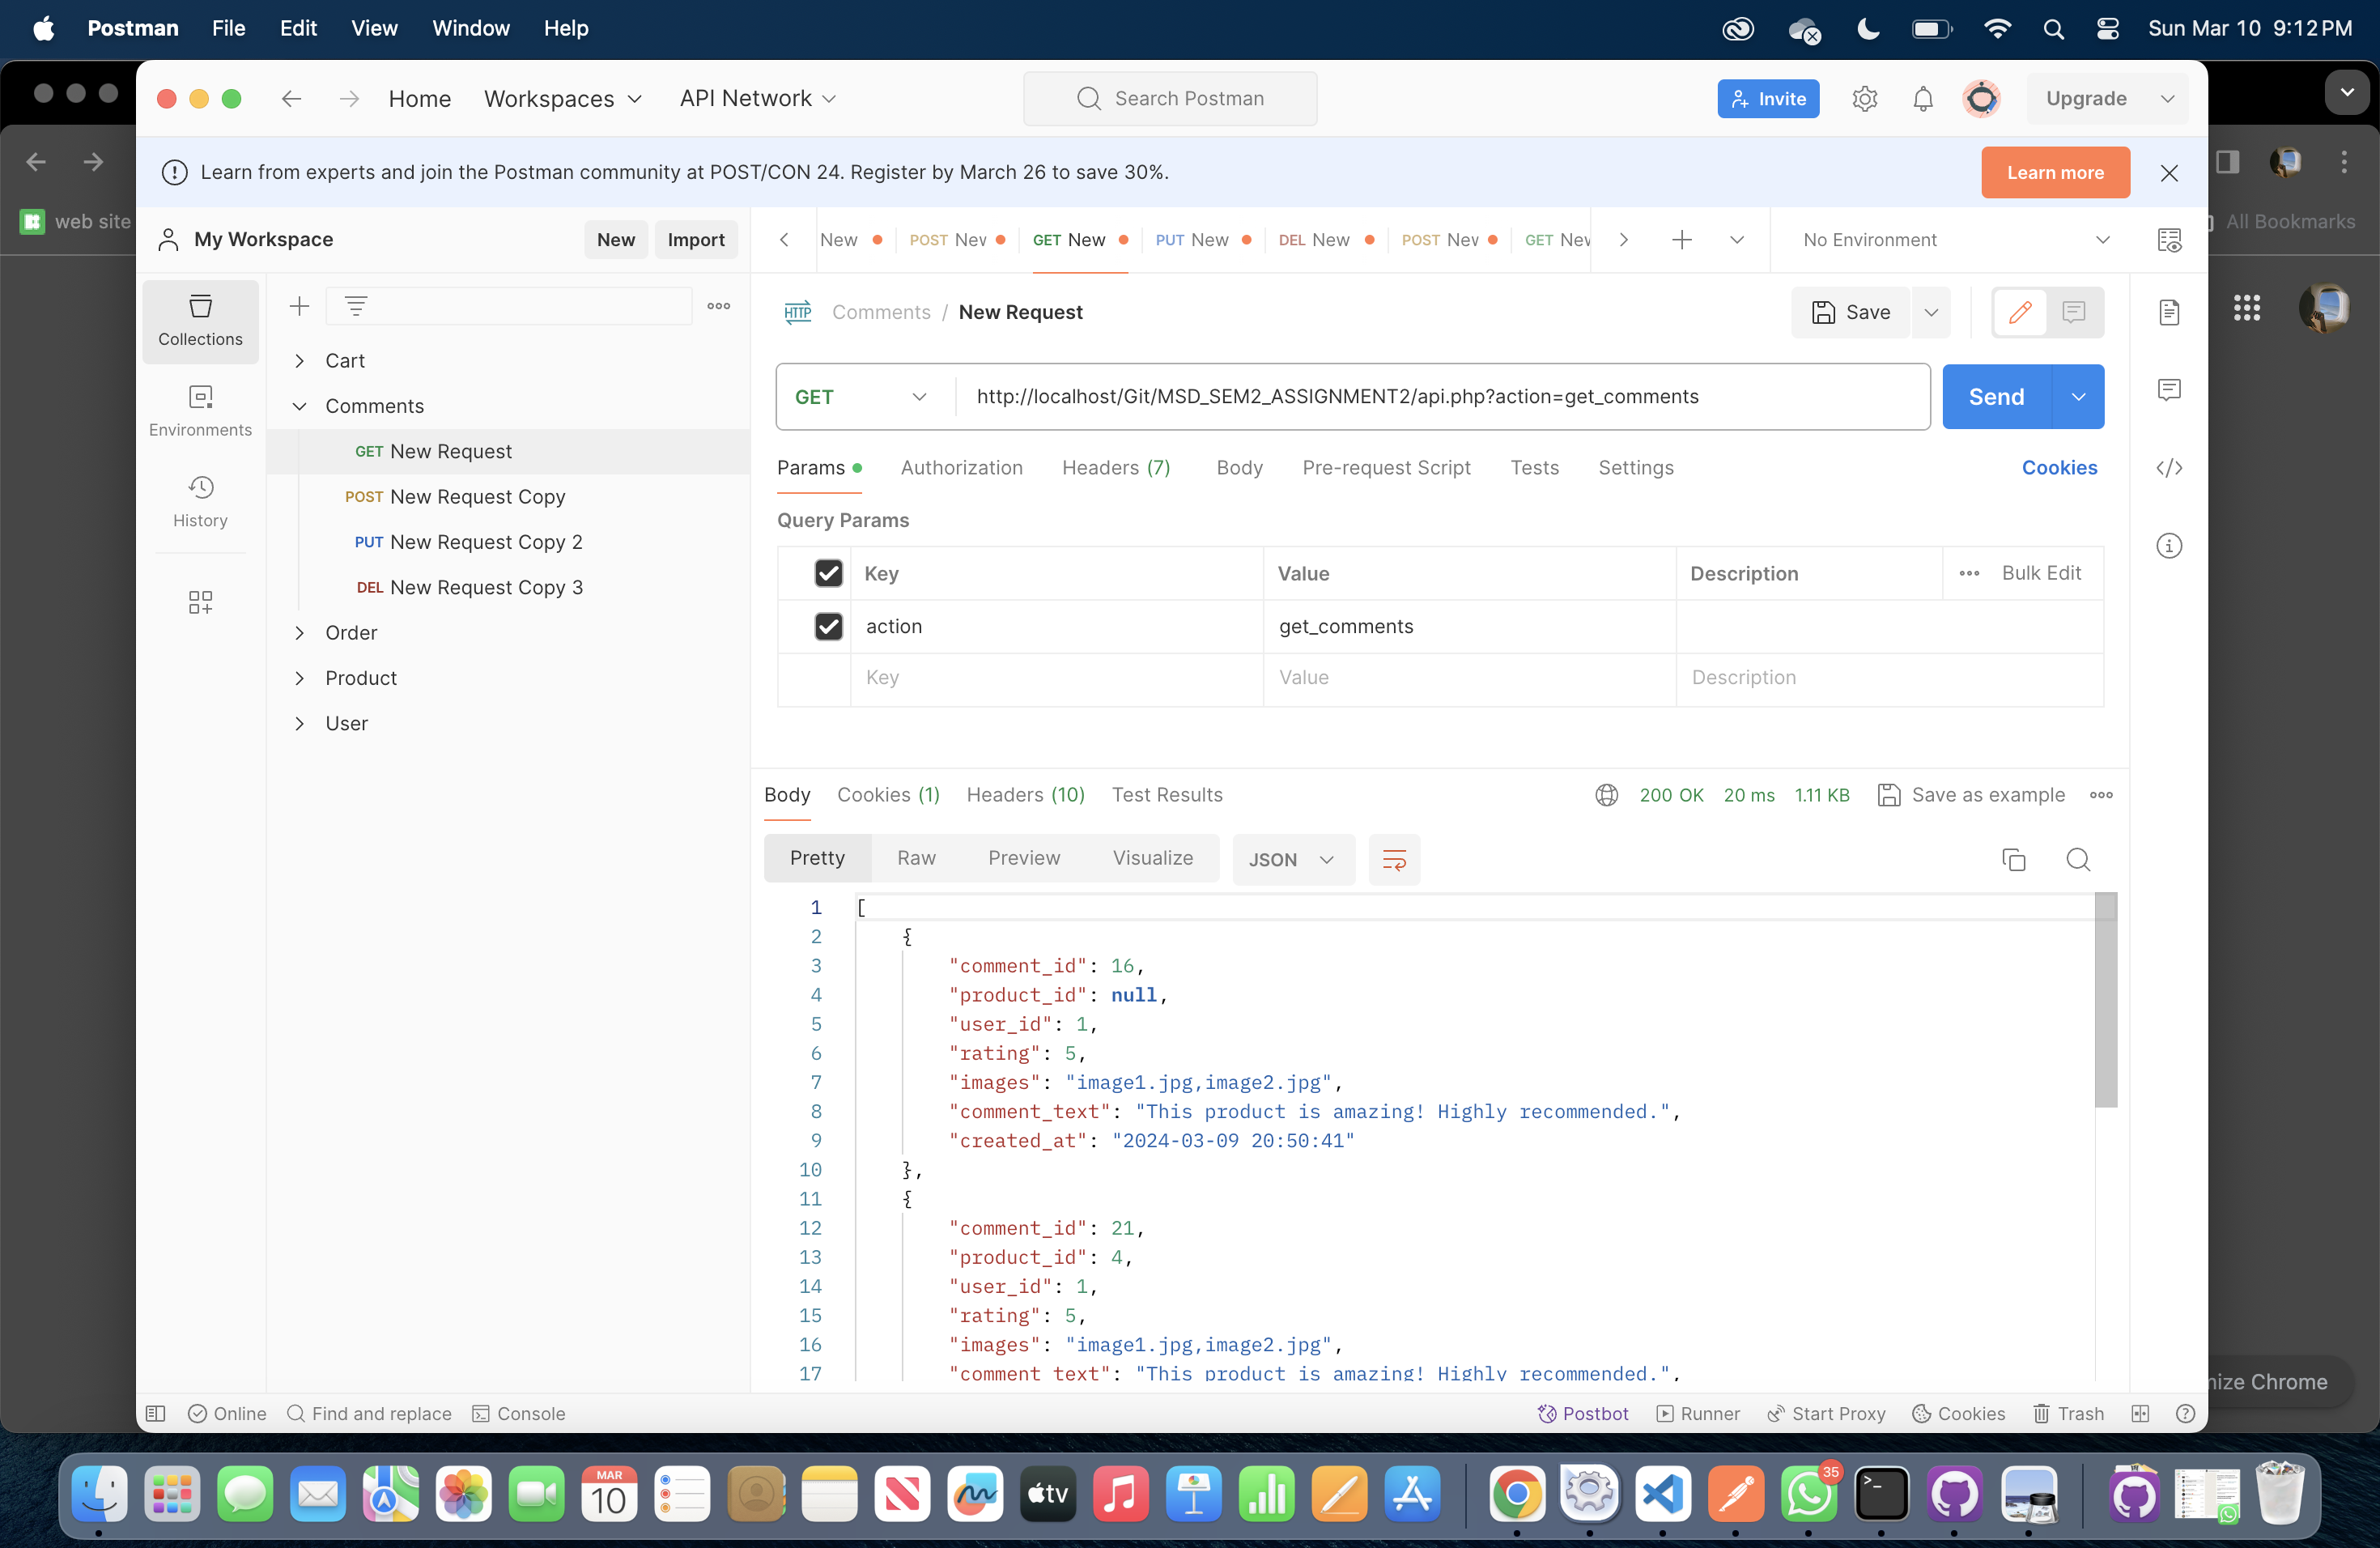 Postman File Edit View Window Help Sun Mar 10 9:12 PM
Home Workspaces API Network Search Postman Invite Upgrade
Learn from experts and join the Postman community at POST/CON 24. Register by March 26 to save 30%. Learn more
web site All Bookmarks
My Workspace New Import New POST New GET New PUT New DEL New POST New GET New No Environment
Collections
Environments
History
Cart
Comments
GET New Request
POST New Request Copy
PUT New Request Copy 2
DEL New Request Copy 3
Order
Product
User
HTTP Comments / New Request Save
GET http://localhost/Git/MSD_SEM2_ASSIGNMENT2/api.php?action=get_comments Send
Params Authorization Headers (7) Body Pre-request Script Tests Settings Cookies
Query Params
Key Value Description Bulk Edit
action get_comments
Key Value Description
Body Cookies (1) Headers (10) Test Results 200 OK 20 ms 1.11 KB Save as example
Pretty Raw Preview Visualize JSON
1 [
2 {
3 "comment_id": 16,
4 "product_id": null,
5 "user_id": 1,
6 "rating": 5,
7 "images": "image1.jpg,image2.jpg",
8 "comment_text": "This product is amazing! Highly recommended.",
9 "created_at": "2024-03-09 20:50:41"
10 },
11 {
12 "comment_id": 21,
13 "product_id": 4,
14 "user_id": 1,
15 "rating": 5,
16 "images": "image1.jpg,image2.jpg",
17 "comment_text": "This product is amazing! Highly recommended.",
Chrome
Online Find and replace Console Postbot Runner Start Proxy Cookies Trash
MAR
10
tv
35